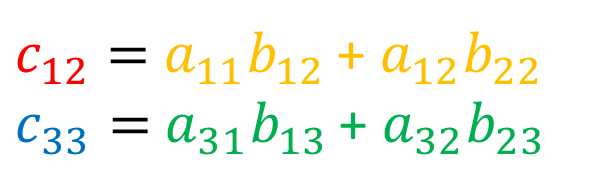 c₁₂ = a₁₁b₁₂ + a₁₂b₂₂
c₃₃ = a₃₁b₁₃ + a₃₂b₂₃